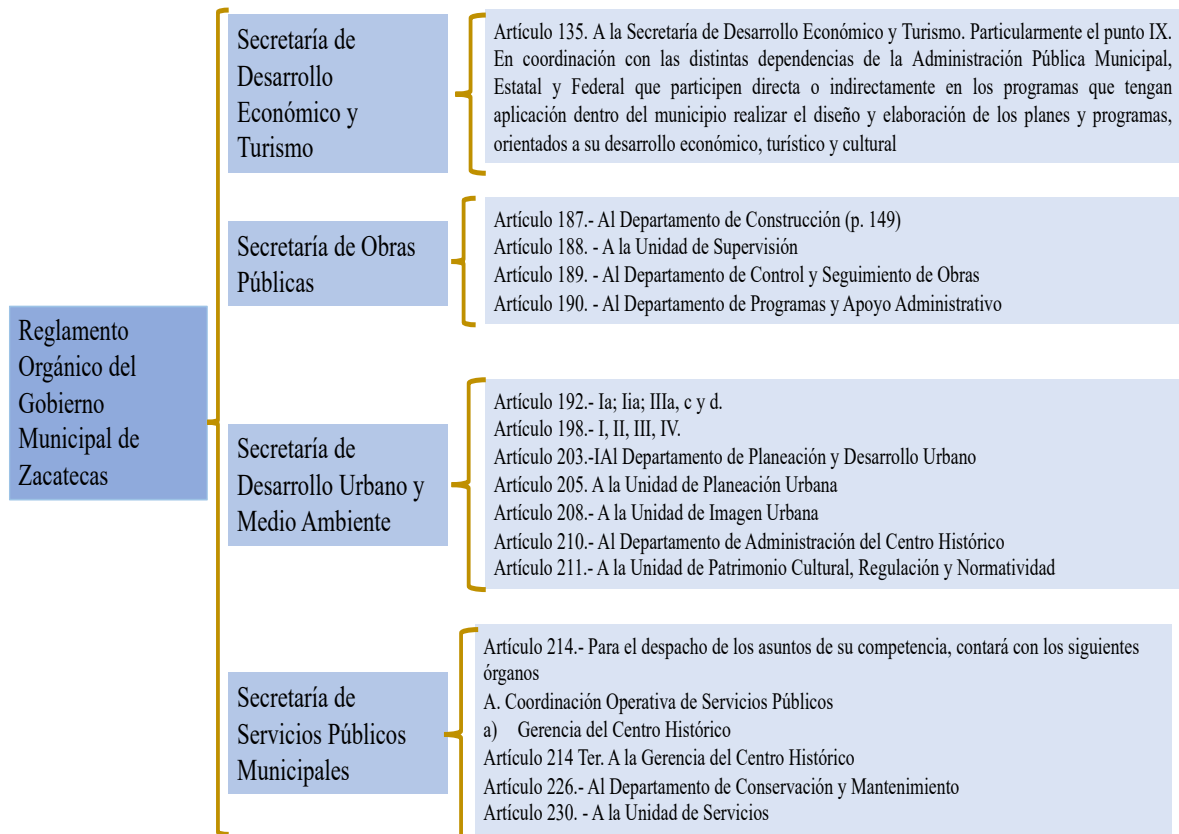 Reglamento
Orgánico del
Gobierno
Municipal de
Zacatecas
Secretaría de
Desarrollo
Económico y
Turismo
Artículo 135. A la Secretaría de Desarrollo Económico y Turismo. Particularmente el punto IX.
En coordinación con las distintas dependencias de la Administración Pública Municipal,
Estatal y Federal que participen directa o indirectamente en los programas que tengan
aplicación dentro del municipio realizar el diseño y elaboración de los planes y programas,
orientados a su desarrollo económico, turístico y cultural
Secretaría de Obras
Públicas
Artículo 187.- Al Departamento de Construcción (p. 149)
Artículo 188. - A la Unidad de Supervisión
Artículo 189. - Al Departamento de Control y Seguimiento de Obras
Artículo 190. - Al Departamento de Programas y Apoyo Administrativo
Secretaría de
Desarrollo Urbano y
Medio Ambiente
Artículo 192.- Ia; Iia; IIIa, c y d.
Artículo 198.- I, II, III, IV.
Artículo 203.-IAl Departamento de Planeación y Desarrollo Urbano
Artículo 205. A la Unidad de Planeación Urbana
Artículo 208. - A la Unidad de Imagen Urbana
Artículo 210. - Al Departamento de Administración del Centro Histórico
Artículo 211.- A la Unidad de Patrimonio Cultural, Regulación y Normatividad
Secretaría de
Servicios Públicos
Municipales
Artículo 214.- Para el despacho de los asuntos de su competencia, contará con los siguientes
órganos
A. Coordinación Operativa de Servicios Públicos
a) Gerencia del Centro Histórico
Artículo 214 Ter. A la Gerencia del Centro Histórico
Artículo 226.- Al Departamento de Conservación y Mantenimiento
Artículo 230. - A la Unidad de Servicios